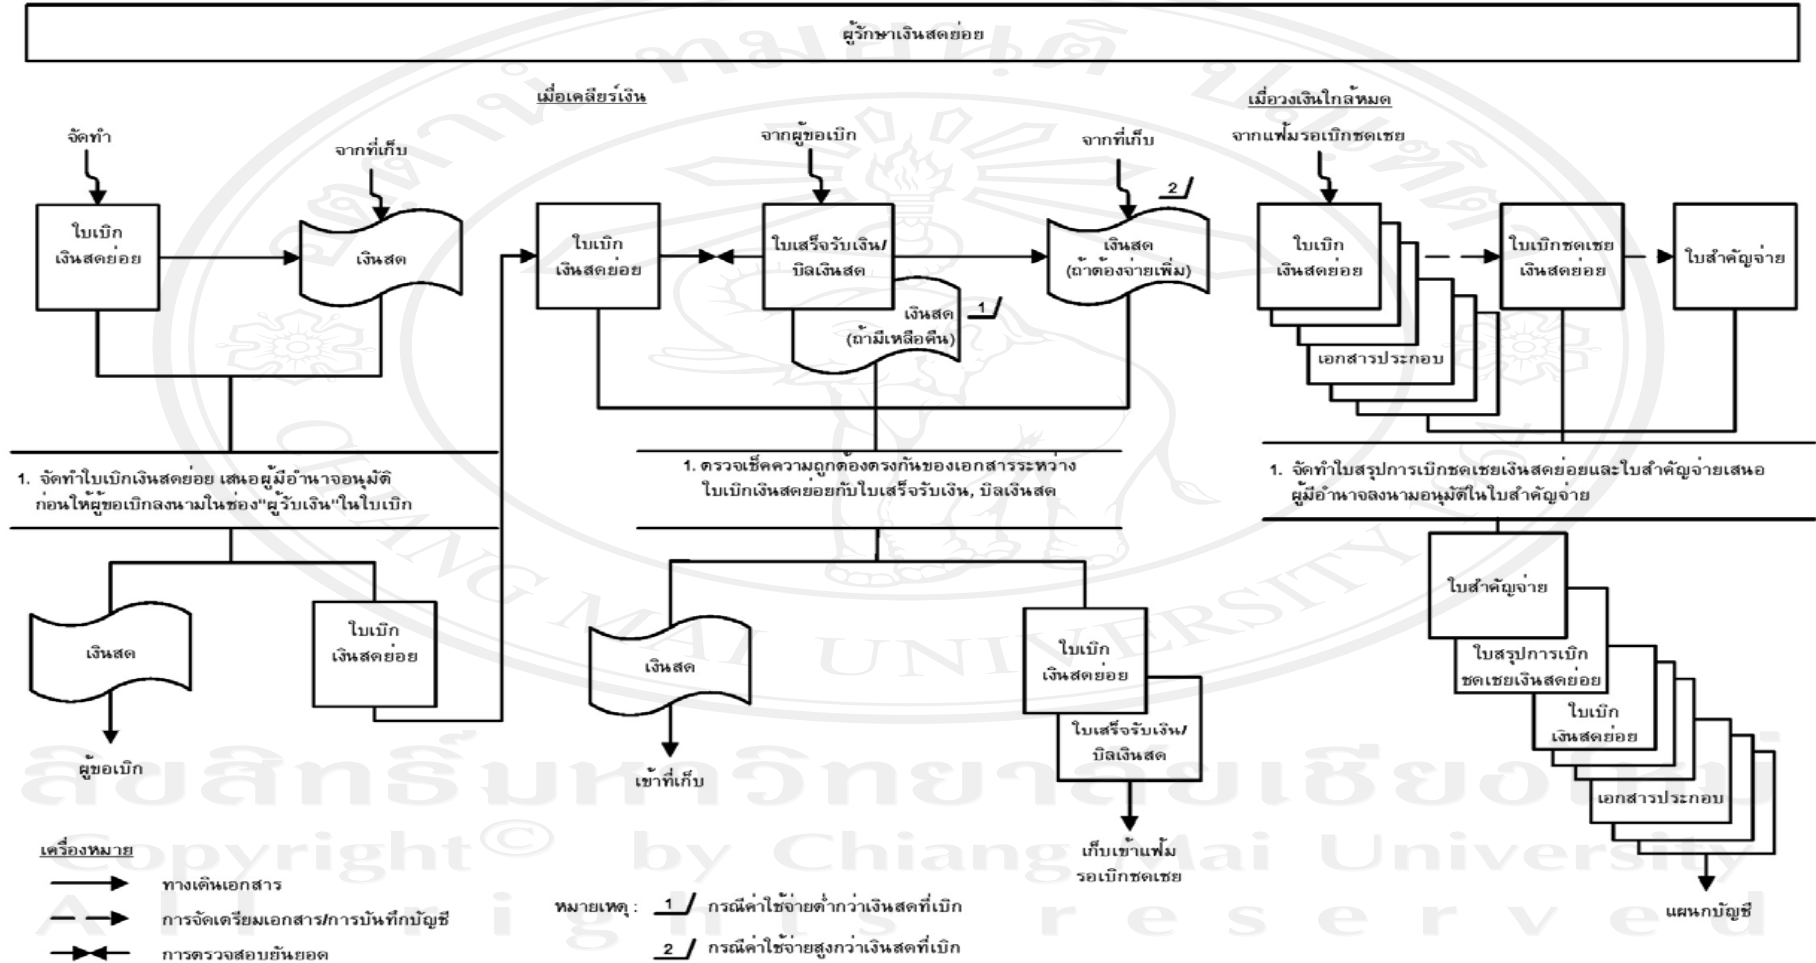 ผู้รักษาเงินสดย่อย
เมื่อเคลียร์เงิน
เมื่อวงเงินใกล้หมด
จัดทำ
จากที่เก็บ
จากผู้ขอเบิก
จากที่เก็บ
จากแฟ้มรอเบิกชดเชย
ใบเบิก
เงินสดย่อย
เงินสด
ใบเบิก
เงินสดย่อย
ใบเสร็จรับเงิน/
บิลเงินสด
เงินสด
(ถ้ามีเหลือคืน)
1
เงินสด
(ถ้าต้องจ่ายเพิ่ม)
2
ใบเบิก
เงินสดย่อย
เอกสารประกอบ
ใบเบิกชดเชย
เงินสดย่อย
ใบสำคัญจ่าย
1. จัดทำใบเบิกเงินสดย่อย เสนอผู้มีอำนาจอนุมัติ
ก่อนให้ผู้ขอเบิกลงนามในช่อง"ผู้รับเงิน"ในใบเบิก
1. ตรวจเช็คความถูกต้องตรงกันของเอกสารระหว่าง
ใบเบิกเงินสดย่อยกับใบเสร็จรับเงิน, บิลเงินสด
1. จัดทำใบสรุปการเบิกชดเชยเงินสดย่อยและใบสำคัญจ่ายเสนอ
ผู้มีอำนาจลงนามอนุมัติในใบสำคัญจ่าย
เงินสด
ผู้ขอเบิก
ใบเบิก
เงินสดย่อย
เงินสด
เข้าที่เก็บ
ใบเบิก
เงินสดย่อย
ใบเสร็จรับเงิน/
บิลเงินสด
เก็บเข้าแฟ้ม
รอเบิกชดเชย
ใบสำคัญจ่าย
ใบสรุปการเบิก
ชดเชยเงินสดย่อย
ใบเบิก
เงินสดย่อย
เอกสารประกอบ
แผนกบัญชี
เครื่องหมาย
ทางเดินเอกสาร
การจัดเตรียมเอกสาร/การบันทึกบัญชี
การตรวจสอบยันยอด
หมายเหตุ : 1 กรณีค่าใช้จ่ายต่ำกว่าเงินสดที่เบิก
2 กรณีค่าใช้จ่ายสูงกว่าเงินสดที่เบิก
ลิขสิทธิ์มหาวิทยาลัยเชียงใหม่
Copyright© by Chiang Mai University
All rights reserved
CHIANG MAI UNIVERSITY